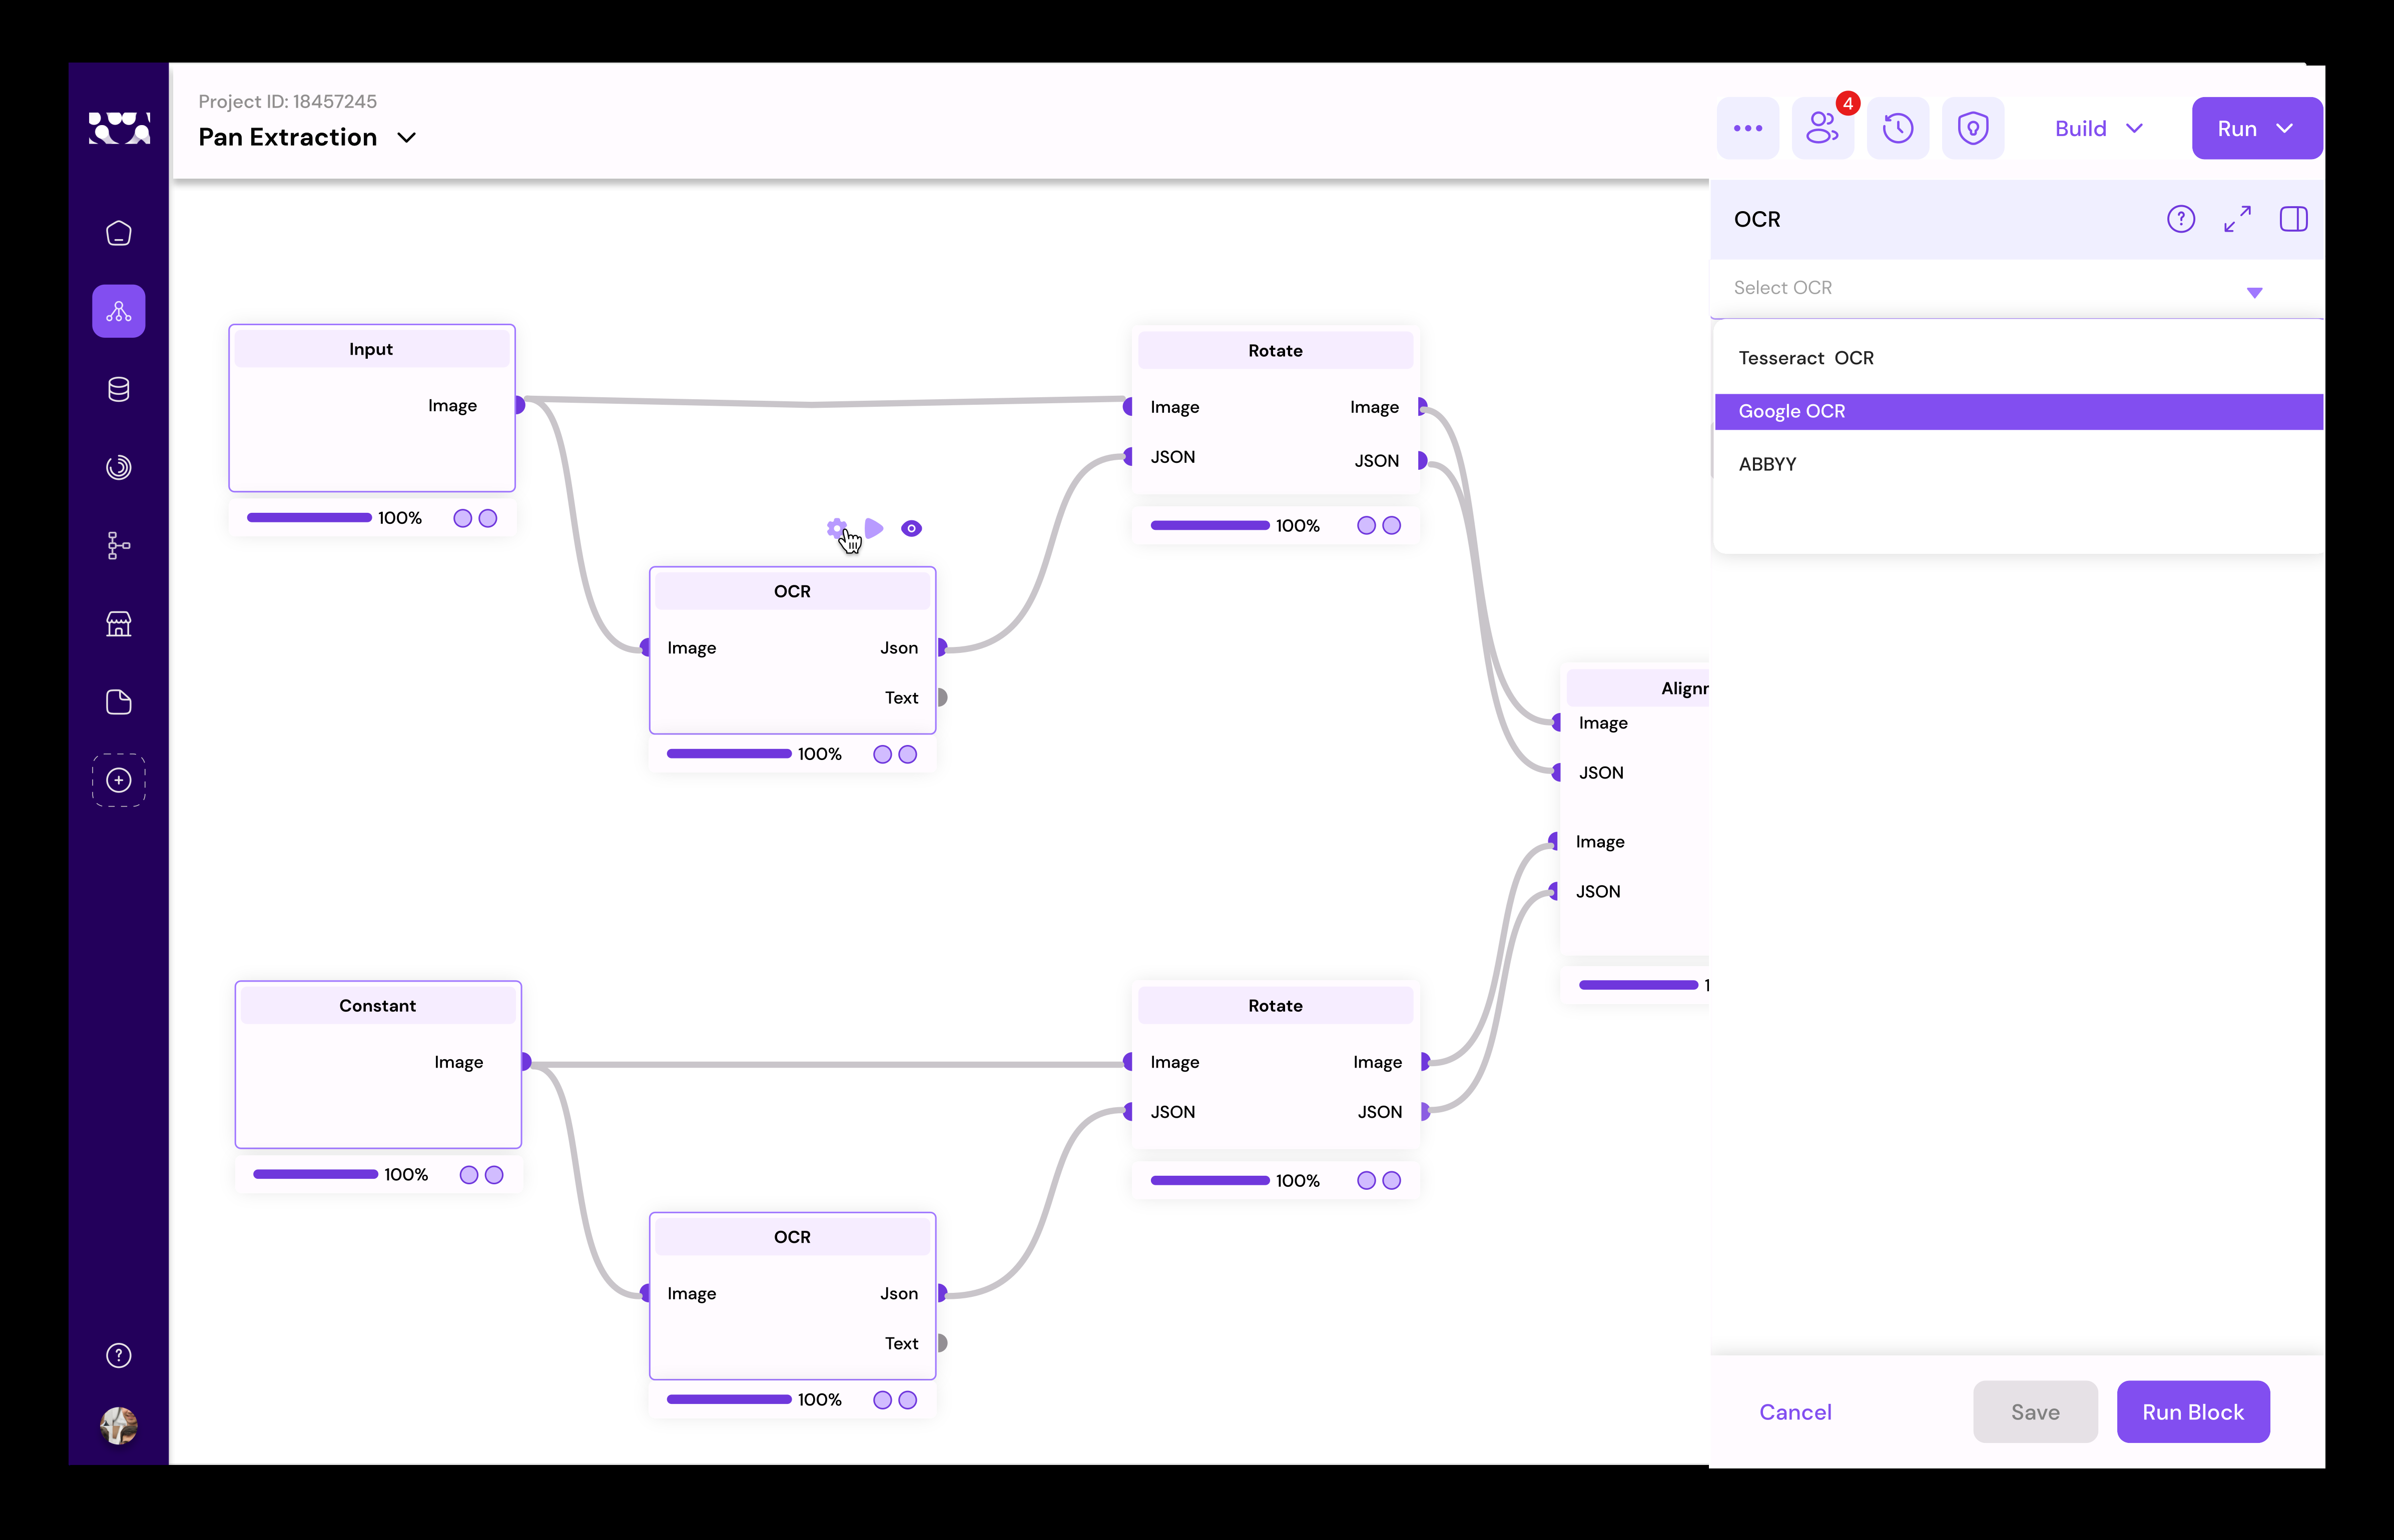 Project ID: 18457245
Pan Extraction
4
Build
Run
OCR
Select OCR
Tesseract OCR
Google OCR
ABBYY
Input
Image
100%
Rotate
Image Image
JSON JSON
100%
OCR
Image Json
Text
100%
Image
JSON
Image
JSON
Constant
Image
100%
Rotate
Image Image
JSON JSON
100%
OCR
Image Json
Text
100%
Cancel
Save
Run Block